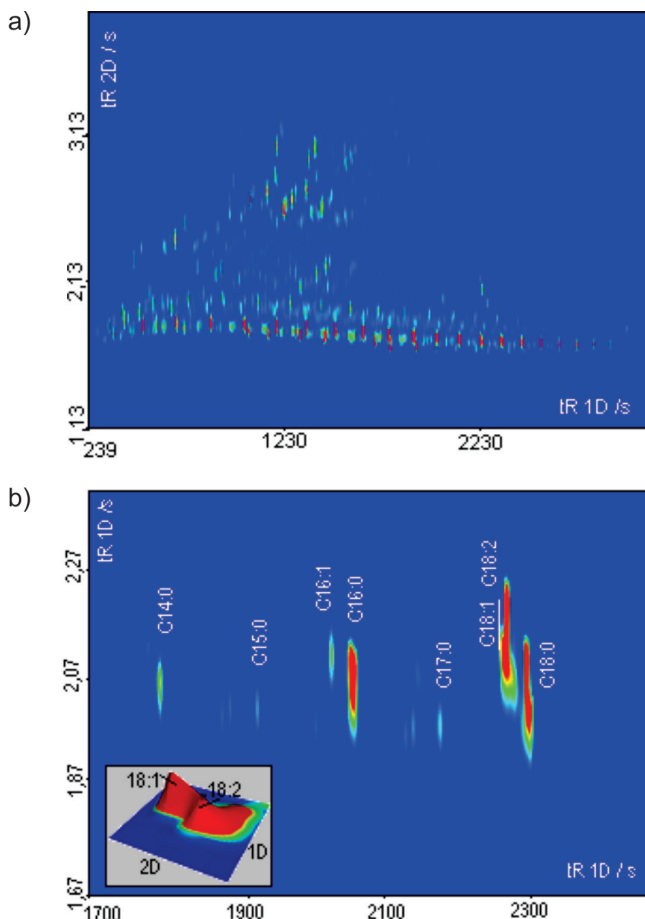 a)
tR 2D / s
3,13
2,13
1,13
239
1230
2230
tR 1D /s
b)
tR 1D / s
2,27
2,07
1,87
1,67
C14:0
C15:0
C16:1
C16:0
C17:0
C18:1
C18:2
C18:0
18:1
18:2
2D
1D
tR 1D /s
1700
1900
2100
2300